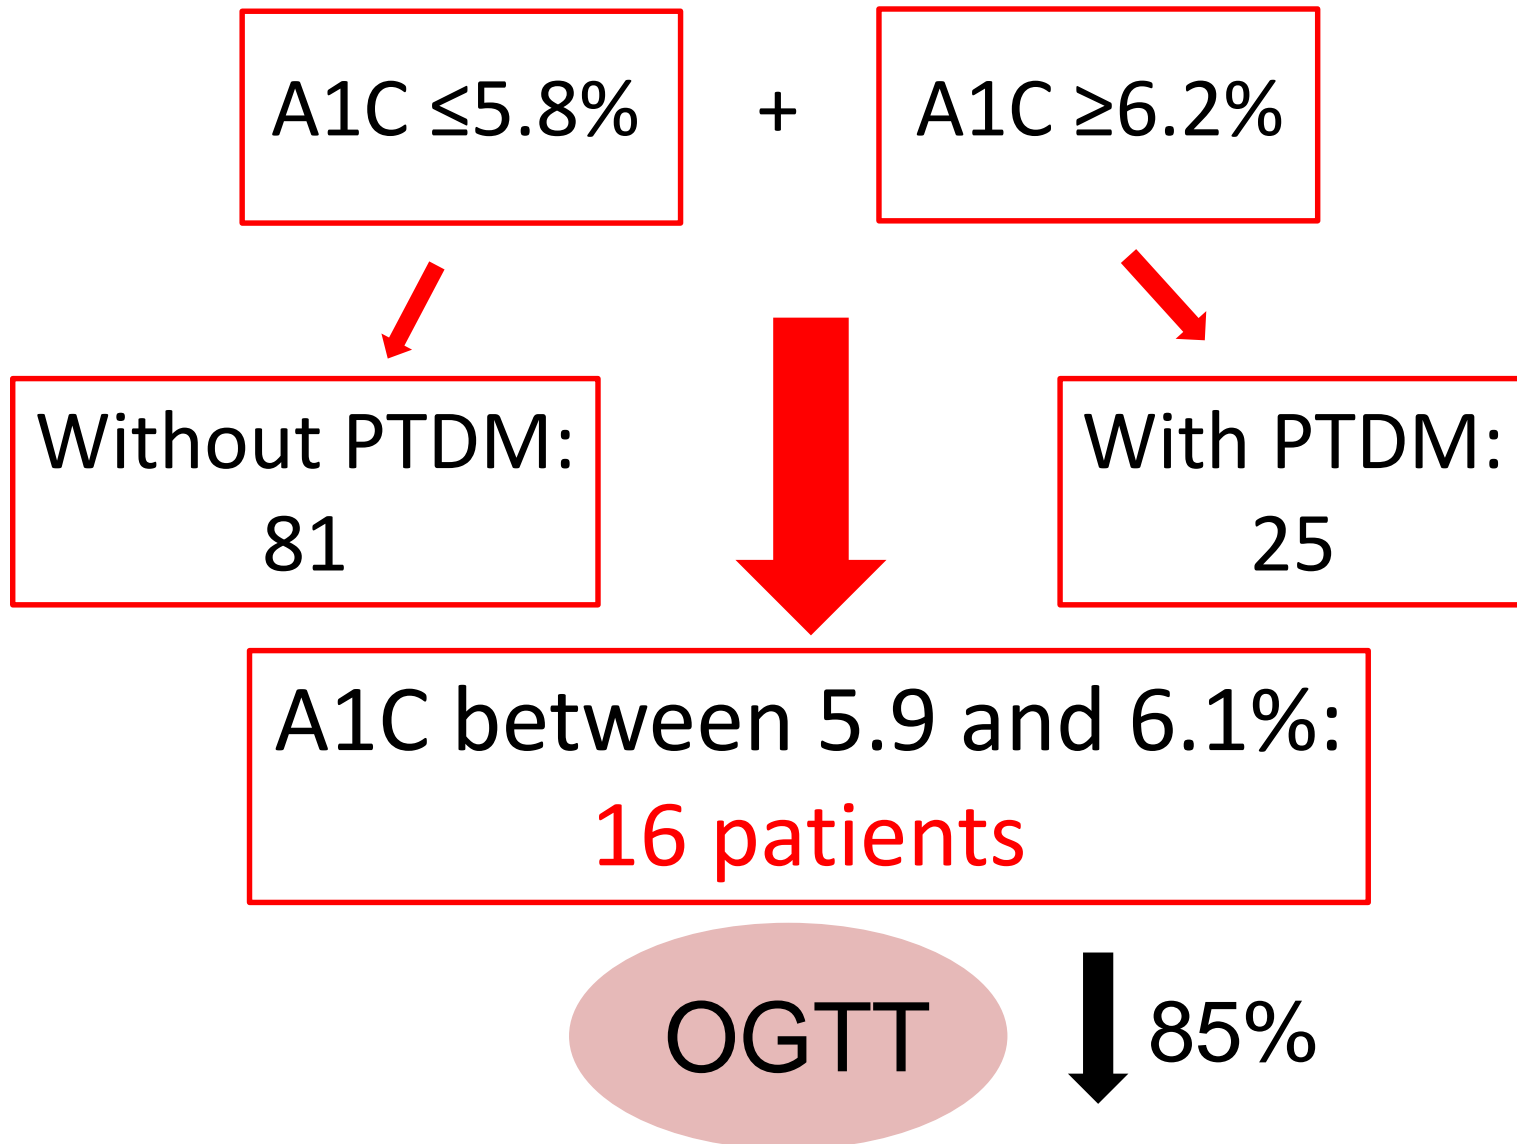 A1C ≤5.8% + A1C ≥6.2%
Without PTDM:
81
With PTDM:
25
A1C between 5.9 and 6.1%:
16 patients
OGTT 85%